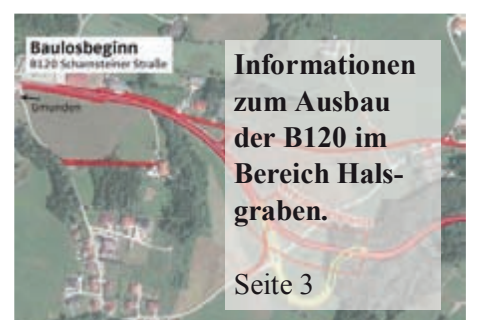 Baulosbeginn
B120 Scharnsteiner Straße
Gmunden
Informationen
zum Ausbau
der B120 im
Bereich Hals-
graben.
Seite 3